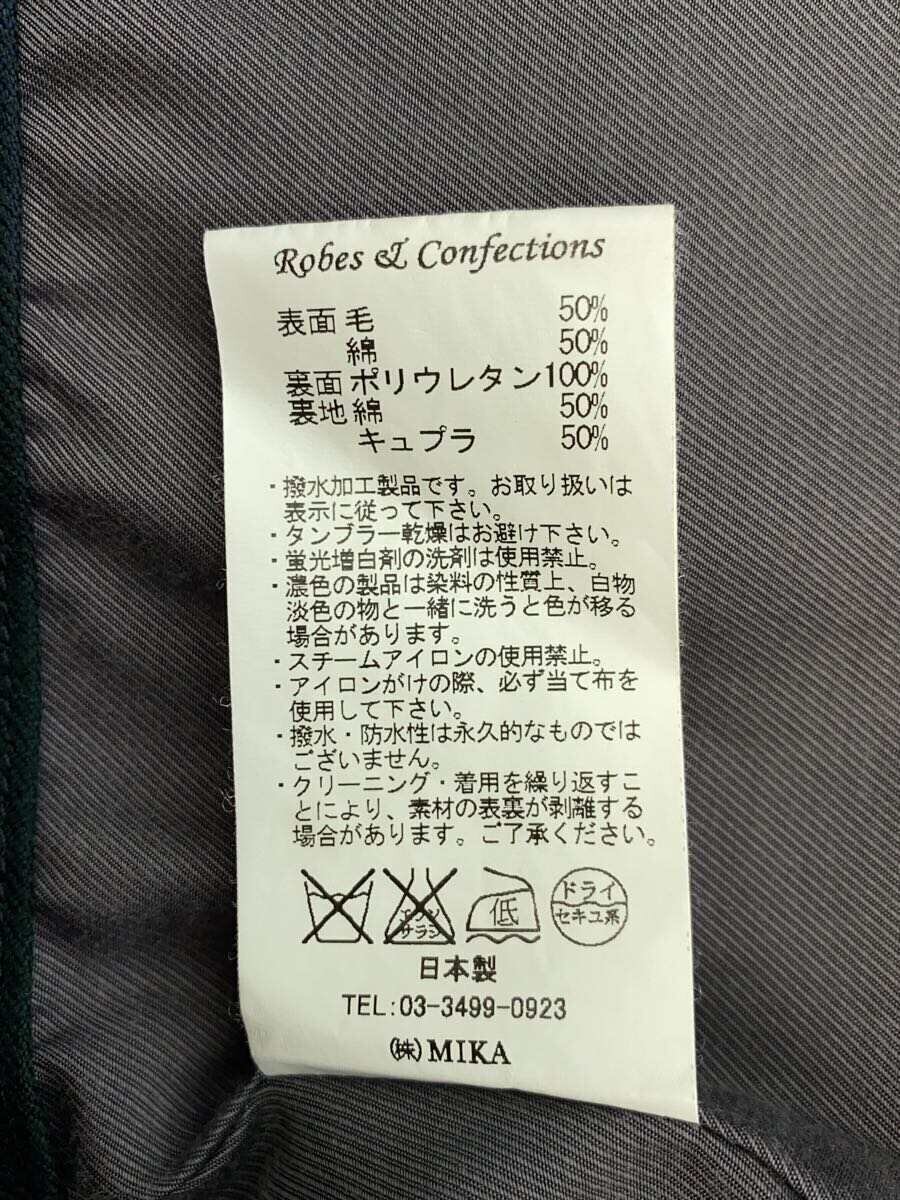 Robes & Confections
表面 毛 50%
綿 50%
裏面 ポリウレタン100%
裏地 綿 50%
キュプラ 50%
・撥水加工製品です。お取り扱いは
表示に従って下さい。
・タンブラー乾燥はお避け下さい。
・蛍光増白剤の洗剤は使用禁止。
・濃色の製品は染料の性質上、白物
淡色の物と一緒に洗うと色が移る
場合があります。
・スチームアイロンの使用禁止。
・アイロンがけの際、必ず当て布を
使用して下さい。
・撥水・防水性は永久的なものでは
ございません。
・クリーニング・着用を繰り返すこ
とにより、素材の表裏が剥離する
場合があります。ご了承ください。
エンソ
サラシ
低
ドライ
セキユ系
日本製
TEL:03-3499-0923
㈱MIKA